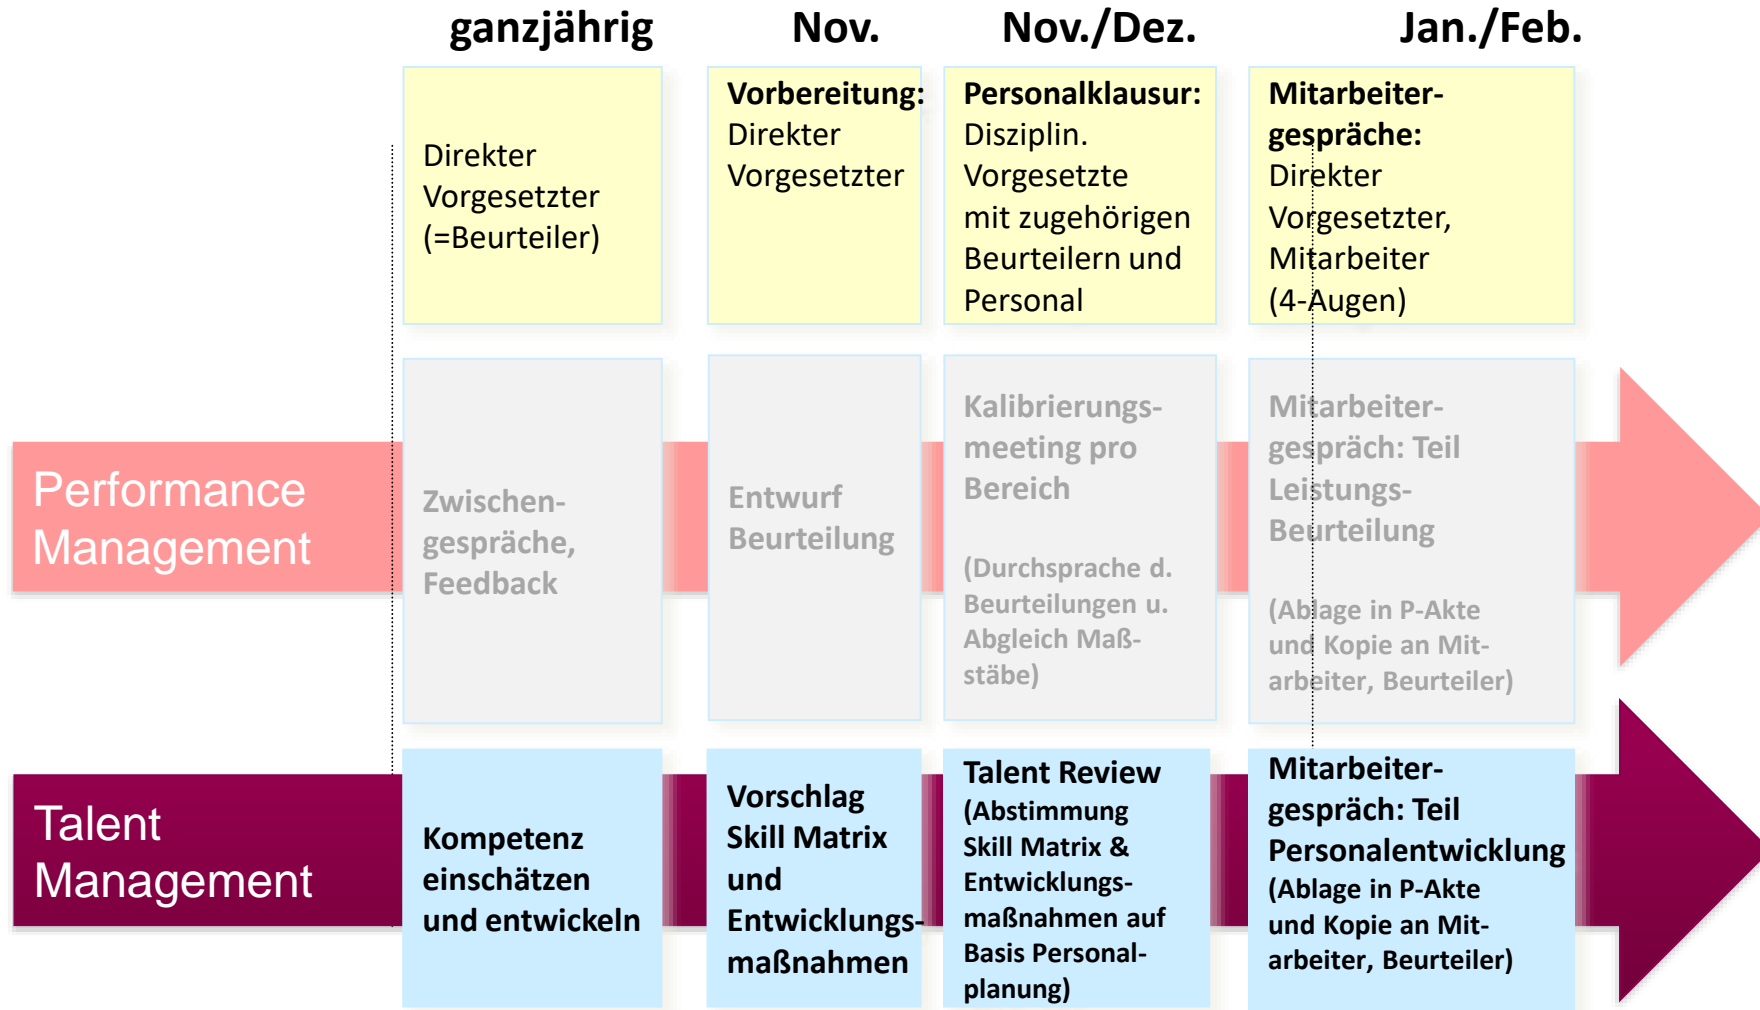 ganzjährig
Nov.
Nov./Dez.
Jan./Feb.
Direkter
Vorgesetzter
(=Beurteiler)
Vorbereitung:
Direkter
Vorgesetzter
Personalklausur:
Disziplin.
Vorgesetzte
mit zugehörigen
Beurteilern und
Personal
Mitarbeiter-
gespräche:
Direkter
Vorgesetzter,
Mitarbeiter
(4-Augen)
Performance
Management
Zwischen-
gespräche,
Feedback
Entwurf
Beurteilung
Kalibrierungs-
meeting pro
Bereich
(Durchsprache d.
Beurteilungen u.
Abgleich Maß-
stäbe)
Mitarbeiter-
gespräch: Teil
Leistungs-
Beurteilung
(Ablage in P-Akte
und Kopie an Mit-
arbeiter, Beurteiler)
Talent
Management
Kompetenz
einschätzen
und entwickeln
Vorschlag
Skill Matrix
und
Entwicklungs-
maßnahmen
Talent Review
(Abstimmung
Skill Matrix &
Entwicklungs-
maßnahmen auf
Basis Personal-
planung)
Mitarbeiter-
gespräch: Teil
Personalentwicklung
(Ablage in P-Akte
und Kopie an Mit-
arbeiter, Beurteiler)